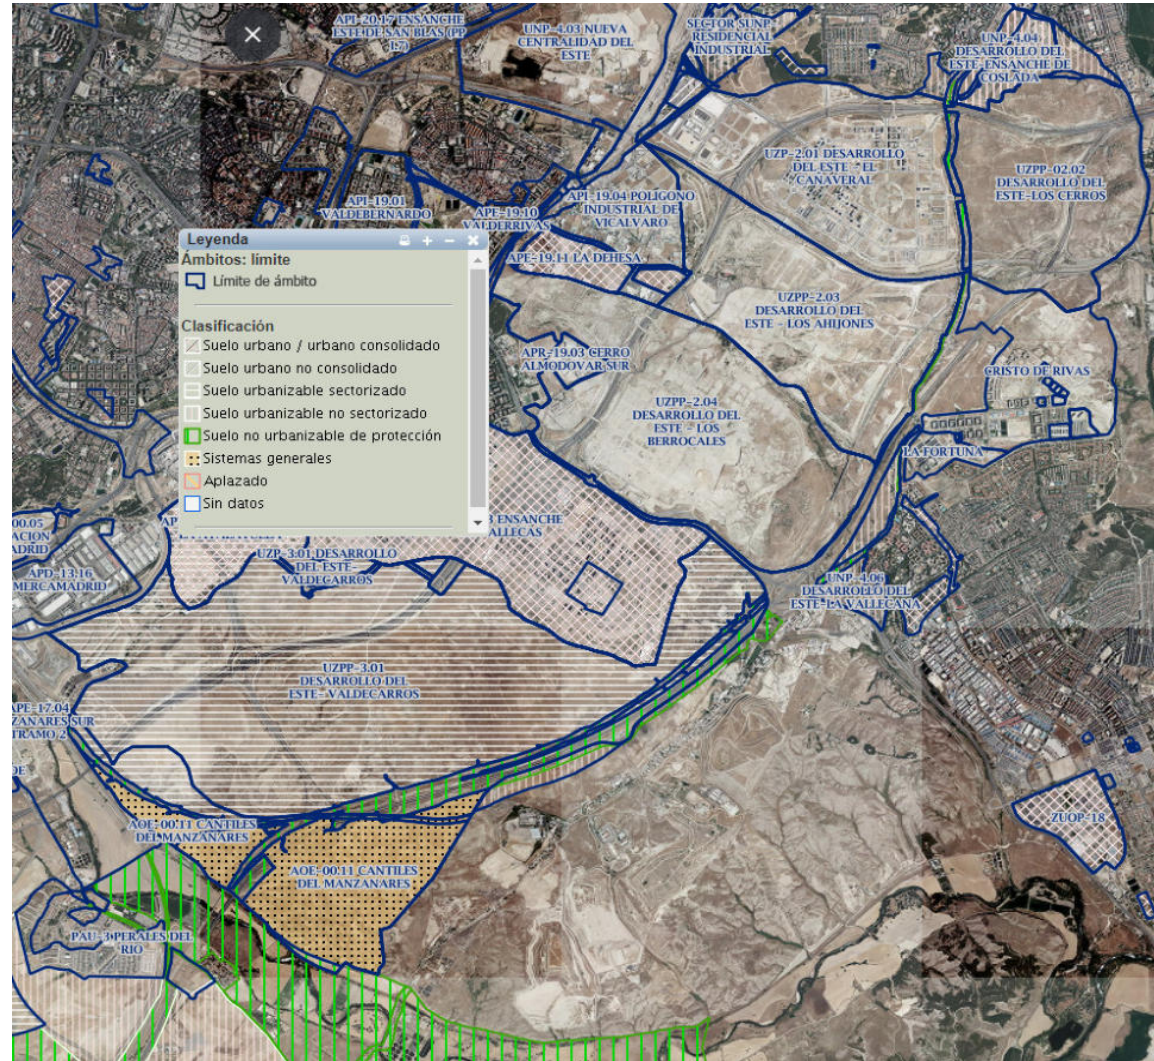 API-20.17 ENSANCHE
ESTE DE SAN BLAS (PP
I-7)
UNP-4.03 NUEVA
CENTRALIDAD DEL
ESTE
SECTOR SUNP-
RESIDENCIAL
INDUSTRIAL
UNP-4.04
DESARROLLO DEL
ESTE-ENSANCHE DE
COSLADA
UZP-2.01 DESARROLLO
DEL ESTE - EL
CAÑAVERAL
UZPP-02.02
DESARROLLO DEL
ESTE-LOS CERROS
API-19.01
VALDEBERNARDO
APE-19.10
VALDERRIVAS
API-19.04 POLIGONO
INDUSTRIAL DE
VICALVARO
APE-19.11 LA DEHESA
Leyenda
Ámbitos: límite
Límite de ámbito
Clasificación
Suelo urbano / urbano consolidado
Suelo urbano no consolidado
Suelo urbanizable sectorizado
Suelo urbanizable no sectorizado
Suelo no urbanizable de protección
Sistemas generales
Aplazado
Sin datos
UZPP-2.03
DESARROLLO DEL
ESTE - LOS AHIJONES
APR-19.03 CERRO
ALMODOVAR SUR
CRISTO DE RIVAS
UZPP-2.04
DESARROLLO DEL
ESTE - LOS
BERROCALES
LA FORTUNA
00.05
ACION
ADRID
3 ENSANCHE
ALLECAS
UZP-3.01 DESARROLLO
DEL ESTE-
VALDECARROS
APD-13.16
MERCAMADRID
UNP-4.06
DESARROLLO DEL
ESTE-LA VALLECANA
UZPP-3.01
DESARROLLO DEL
ESTE- VALDECARROS
APE-17.04
ZANARES SUR
TRAMO 2
OE
AOE-00.11 CANTILES
DEL MANZANARES
AOE-00.11 CANTILES
DEL MANZANARES
ZUOP-18
PAU-3 PERALES DEL
RIO